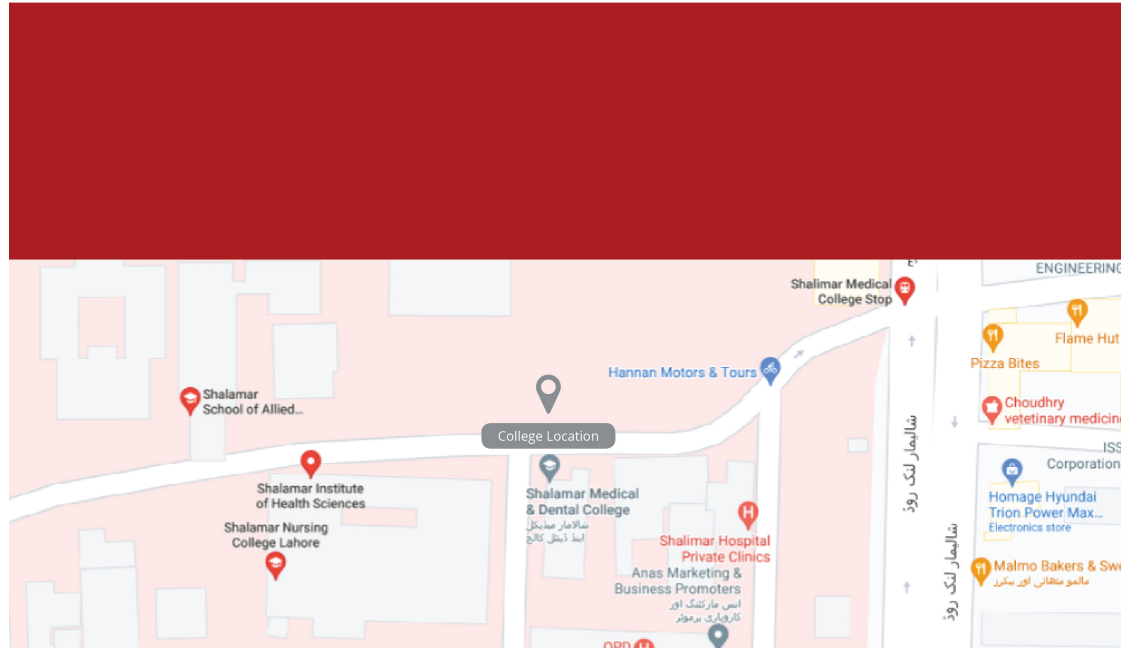 ENGINEERING
Shalimar Medical
College Stop
Flame Hut
Pizza Bites
Hannan Motors & Tours
Shalamar
School of Allied...
Choudhry
vetetinary medicine
College Location
شالیمار لنک روڈ
ISS
Corporation
Shalamar Institute
of Health Sciences
Shalamar Medical
& Dental College
شالامار میڈیکل
اینڈ ڈینٹل کالج
Homage Hyundai
Trion Power Max...
Electronics store
Shalamar Nursing
College Lahore
H
Shalimar Hospital
Private Clinics
شالیمار لنک روڈ
Anas Marketing &
Business Promoters
انس مارکٹنگ اور
کاروباری پرموٹر
Malmo Bakers & Swe
مالمو مٹھائی اور بیکرز
OPD H